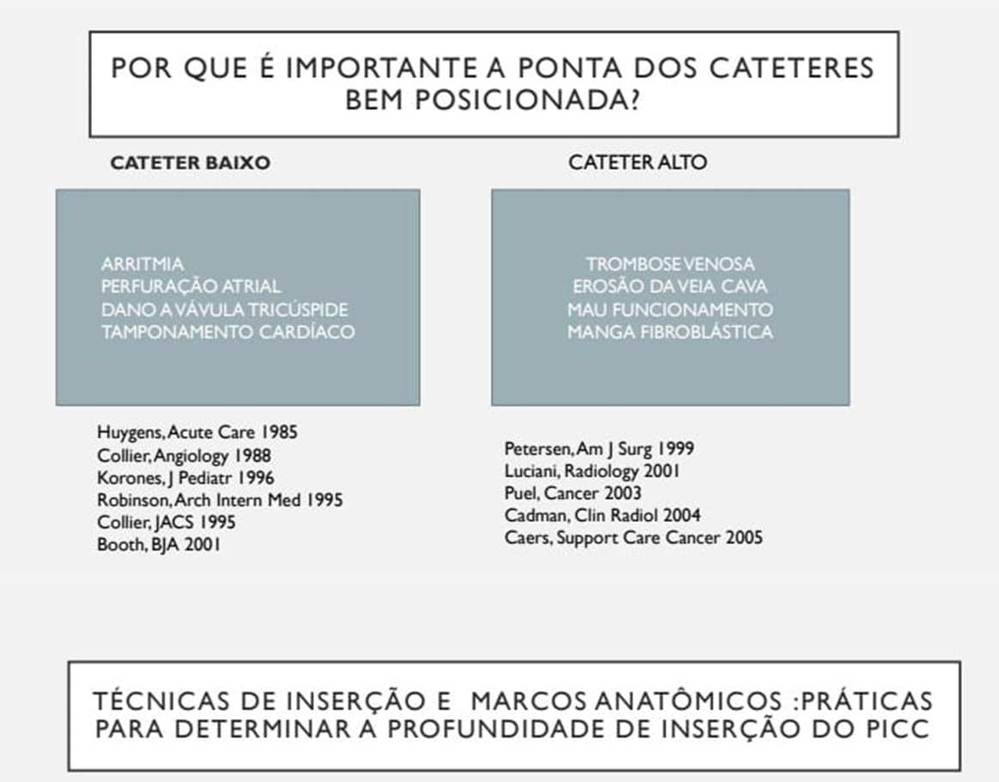 POR QUE É IMPORTANTE A PONTA DOS CATETERES
BEM POSICIONADA?
CATETER BAIXO
ARRITMIA
PERFURAÇÃO ATRIAL
DANO A VÁVULA TRICÚSPIDE
TAMPONAMENTO CARDÍACO
Huygens, Acute Care 1985
Collier, Angiology 1988
Korones, J Pediatr 1996
Robinson, Arch Intern Med 1995
Collier, JACS 1995
Booth, BJA 2001
CATETER ALTO
TROMBOSE VENOSA
EROSÃO DA VEIA CAVA
MAU FUNCIONAMENTO
MANGA FIBROBLÁSTICA
Petersen, Am J Surg 1999
Luciani, Radiology 2001
Puel, Cancer 2003
Cadman, Clin Radiol 2004
Caers, Support Care Cancer 2005
TÉCNICAS DE INSERÇÃO E MARCOS ANATÔMICOS :PRÁTICAS
PARA DETERMINAR A PROFUNDIDADE DE INSERÇÃO DO PICC